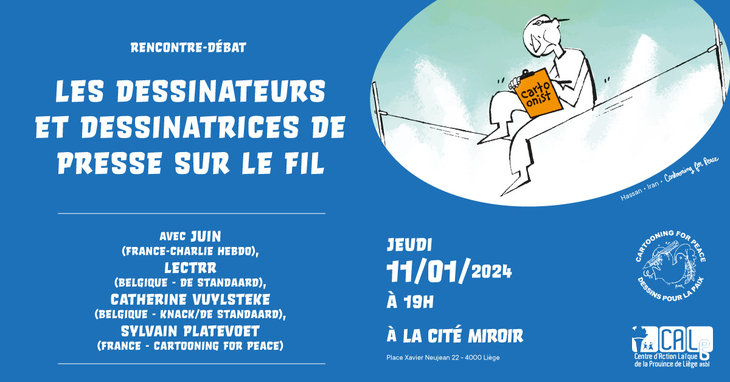 RENCONTRE-DÉBAT
LES DESSINATEURS
ET DESSINATRICES DE
PRESSE SUR LE FIL
AVEC JUIN
(FRANCE-CHARLIE HEBDO),
LECTRR
(BELGIQUE - DE STANDAARD),
CATHERINE VUYLSTEKE
(BELGIQUE - KNACK/DE STANDAARD),
SYLVAIN PLATEVOET
(FRANCE - CARTOONING FOR PEACE)
carto
onist
Hassan - Iran - Cartooning for Peace
JEUDI
11/01/2024
À 19H
À LA CITÉ MIROIR
Place Xavier Neujean 22 - 4000 Liège
CARTOONING FOR PEACE
DESSINS POUR LA PAIX
CAL
Centre d'Action Laïque
de la Province de Liège asbl